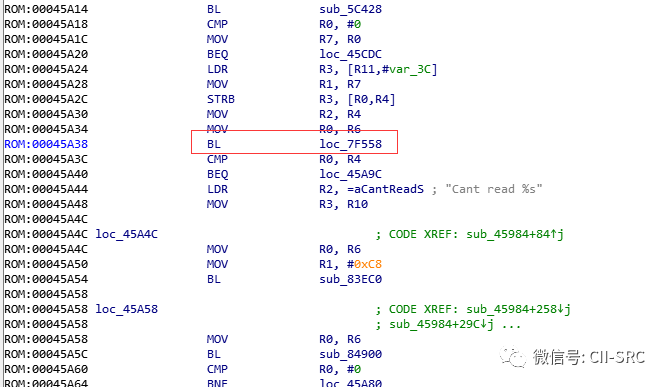 ROM:00045A14 BL sub_5C428
ROM:00045A18 CMP R0, #0
ROM:00045A1C MOV R7, R0
ROM:00045A20 BEQ loc_45CDC
ROM:00045A24 LDR R3, [R11,#var_3C]
ROM:00045A28 MOV R1, R7
ROM:00045A2C STRB R3, [R0,R4]
ROM:00045A30 MOV R2, R4
ROM:00045A34 MOV R0, R6
ROM:00045A38 BL loc_7F558
ROM:00045A3C CMP R0, R4
ROM:00045A40 BEQ loc_45A9C
ROM:00045A44 LDR R2, =aCantReadS ; "Cant read %s"
ROM:00045A48 MOV R3, R10
ROM:00045A4C
ROM:00045A4C loc_45A4C ; CODE XREF: sub_45984+84↑j
ROM:00045A4C MOV R0, R6
ROM:00045A50 MOV R1, #0xC8
ROM:00045A54 BL sub_83EC0
ROM:00045A58
ROM:00045A58 loc_45A58 ; CODE XREF: sub_45984+258↓j
ROM:00045A58 ; sub_45984+29C↓j ...
ROM:00045A58 MOV R0, R6
ROM:00045A5C BL sub_84900
ROM:00045A60 CMP R0, #0
ROM:00045A64 BNE loc_45A80
微信号: CII-SRC